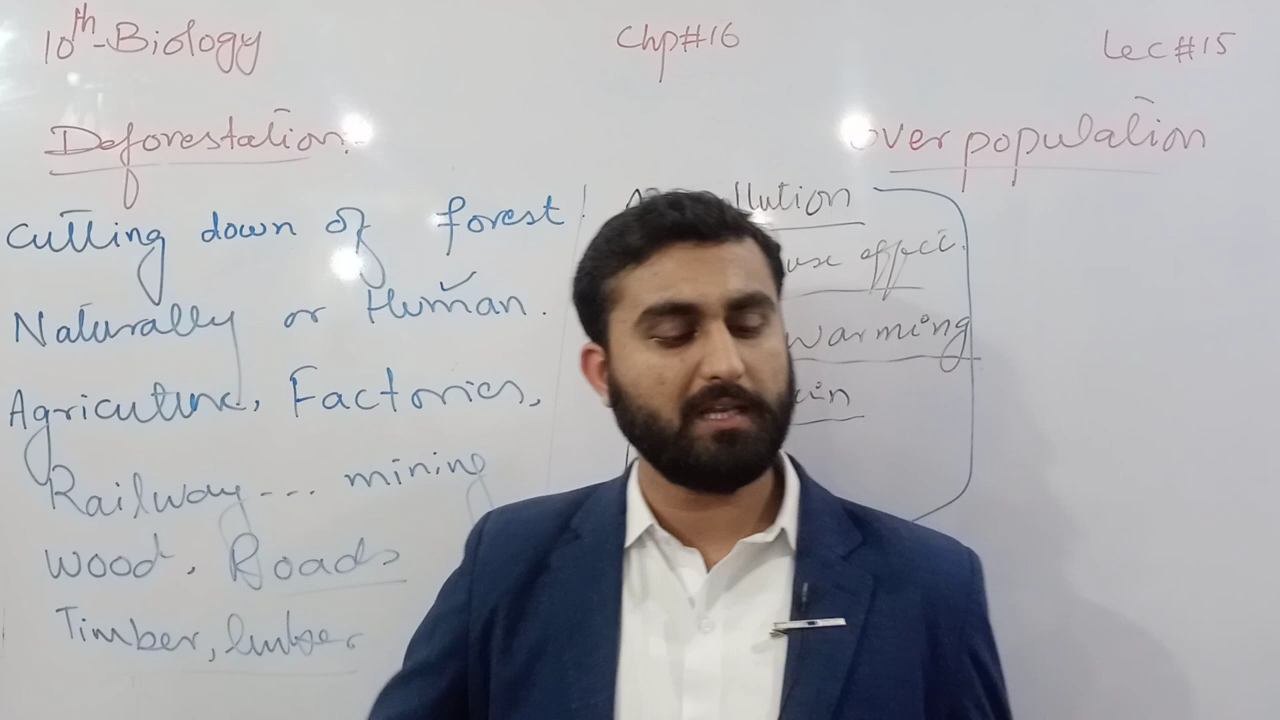 10th-Biology
Chp#16
Lec#15
Deforestation.
over population
Cutting down of forest
Naturally or Human.
Agriculture, Factories,
Railway --- mining
Wood, Roads
Timber, lumber
warming